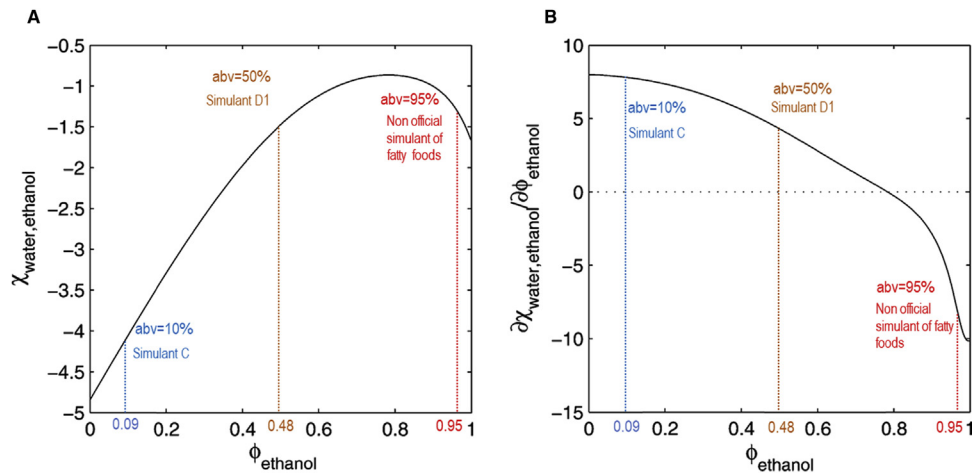 A
-0.5
-1
-1.5
-2
-2.5
-3
-3.5
-4
-4.5
-5
χwater,ethanol
abv=50%
Simulant D1
abv=95%
Non official
simulant of
fatty foods
abv=10%
Simulant C
0 0.09 0.2 0.4 0.48 0.6 0.8 0.95 1
ϕethanol
B
10
5
0
-5
-10
-15
∂χwater,ethanol/∂ϕethanol
abv=50%
Simulant D1
abv=10%
Simulant C
abv=95%
Non official
simulant of fatty
foods
0 0.09 0.2 0.4 0.48 0.6 0.8 0.95 1
ϕethanol